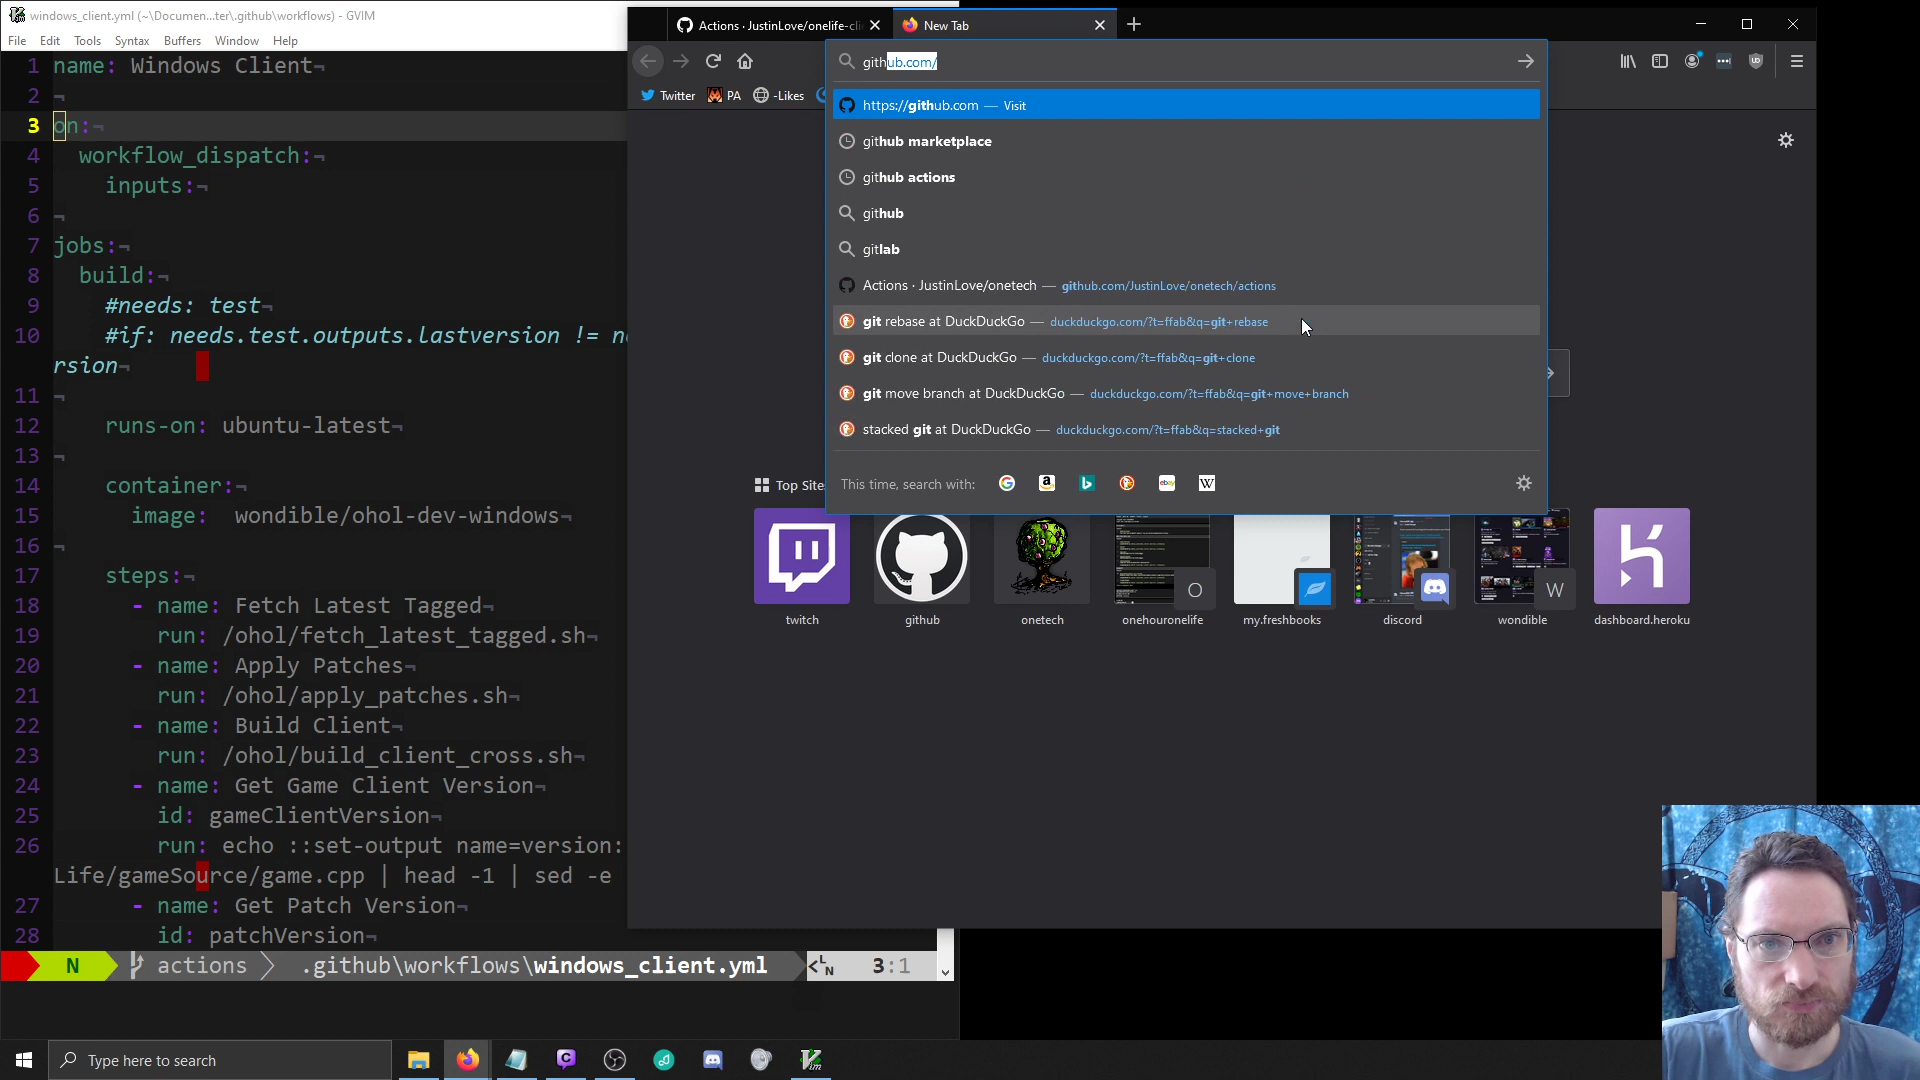 windows_client.yml (~\Documen...ter\.github\workflows) - GVIM
File Edit Tools Syntax Buffers Window Help
1 name: Windows Client¬
2 ¬
3 on:¬
4 workflow_dispatch:¬
5 inputs:¬
6 ¬
7 jobs:¬
8 build:¬
9 #needs: test¬
10 #if: needs.test.outputs.lastversion != n
rsion¬
11 ¬
12 runs-on: ubuntu-latest¬
13 ¬
14 container:¬
15 image:  wondible/ohol-dev-windows¬
16 ¬
17 steps:¬
18 - name: Fetch Latest Tagged¬
19 run: /ohol/fetch_latest_tagged.sh¬
20 - name: Apply Patches¬
21 run: /ohol/apply_patches.sh¬
22 - name: Build Client¬
23 run: /ohol/build_client_cross.sh¬
24 - name: Get Game Client Version¬
25 id: gameClientVersion¬
26 run: echo ::set-output name=version:
Life/gameSource/game.cpp | head -1 | sed -e
27 - name: Get Patch Version¬
28 id: patchVersion¬
N actions .github\workflows\windows_client.yml 3:1
Actions · JustinLove/onelife-cli
New Tab
github.com/
Twitter PA -Likes
https://github.com — Visit
github marketplace
github actions
github
gitlab
Actions · JustinLove/onetech — github.com/JustinLove/onetech/actions
git rebase at DuckDuckGo — duckduckgo.com/?t=ffab&q=git+rebase
git clone at DuckDuckGo — duckduckgo.com/?t=ffab&q=git+clone
git move branch at DuckDuckGo — duckduckgo.com/?t=ffab&q=git+move+branch
stacked git at DuckDuckGo — duckduckgo.com/?t=ffab&q=stacked+git
This time, search with:
Top Site
O
W
twitch github onetech onehouronelife my.freshbooks discord wondible dashboard.heroku
Type here to search